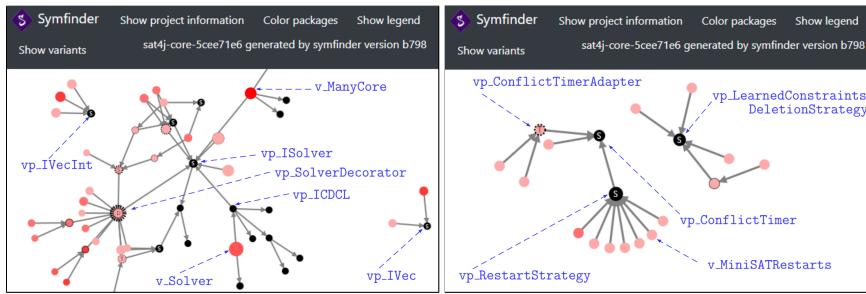 Symfinder Show project information Color packages Show legend
Show variants sat4j-core-5cee71e6 generated by symfinder version b798
v_ManyCore
S
S
S
vp_IVecInt
S
vp_ISolver
vp_SolverDecorator
vp_ICDCL
S
S
v_Solver
vp_IVec
Symfinder Show project information Color packages Show legend
Show variants sat4j-core-5cee71e6 generated by symfinder version b798
vp_ConflictTimerAdapter
vp_LearnedConstraints
DeletionStrategy
S
S
S
vp_ConflictTimer
vp_RestartStrategy
v_MiniSATRestarts